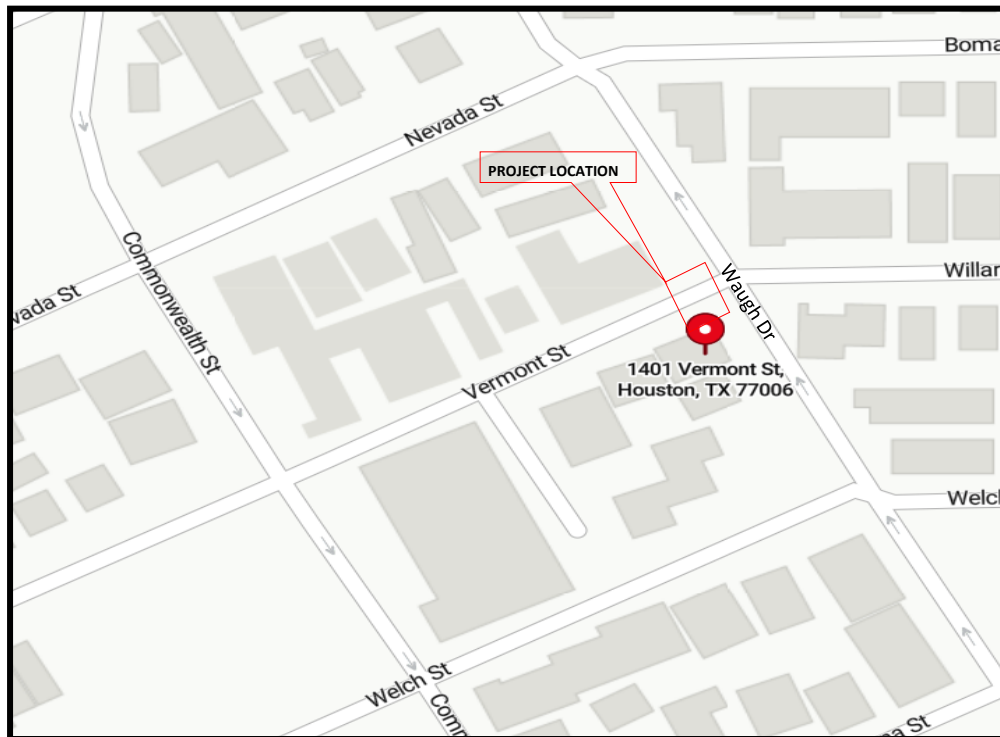 Boma
Nevada St
PROJECT LOCATION
Commonwealth St
Waugh Dr
Willar
vada St
Vermont St
1401 Vermont St,
Houston, TX 77006
Welch
Welch St
Comm
na St